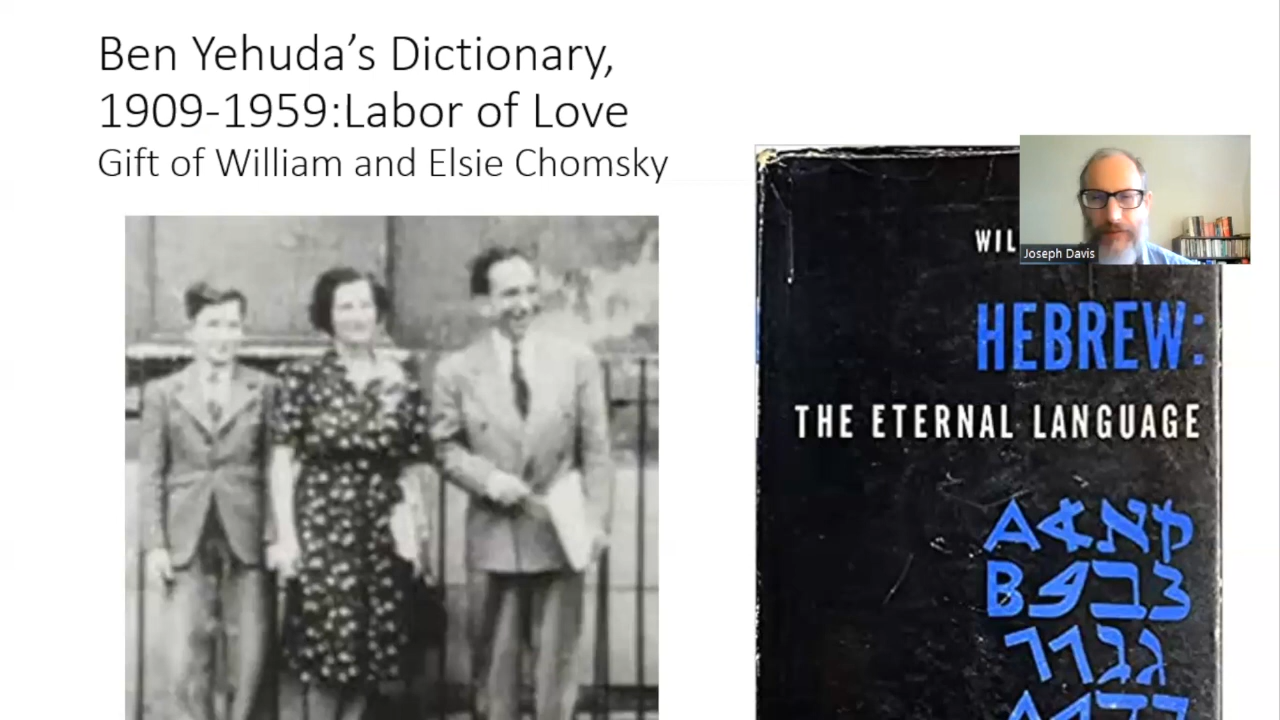 Ben Yehuda’s Dictionary,
1909-1959:Labor of Love
Gift of William and Elsie Chomsky
Joseph Davis
HEBREW:
THE ETERNAL LANGUAGE